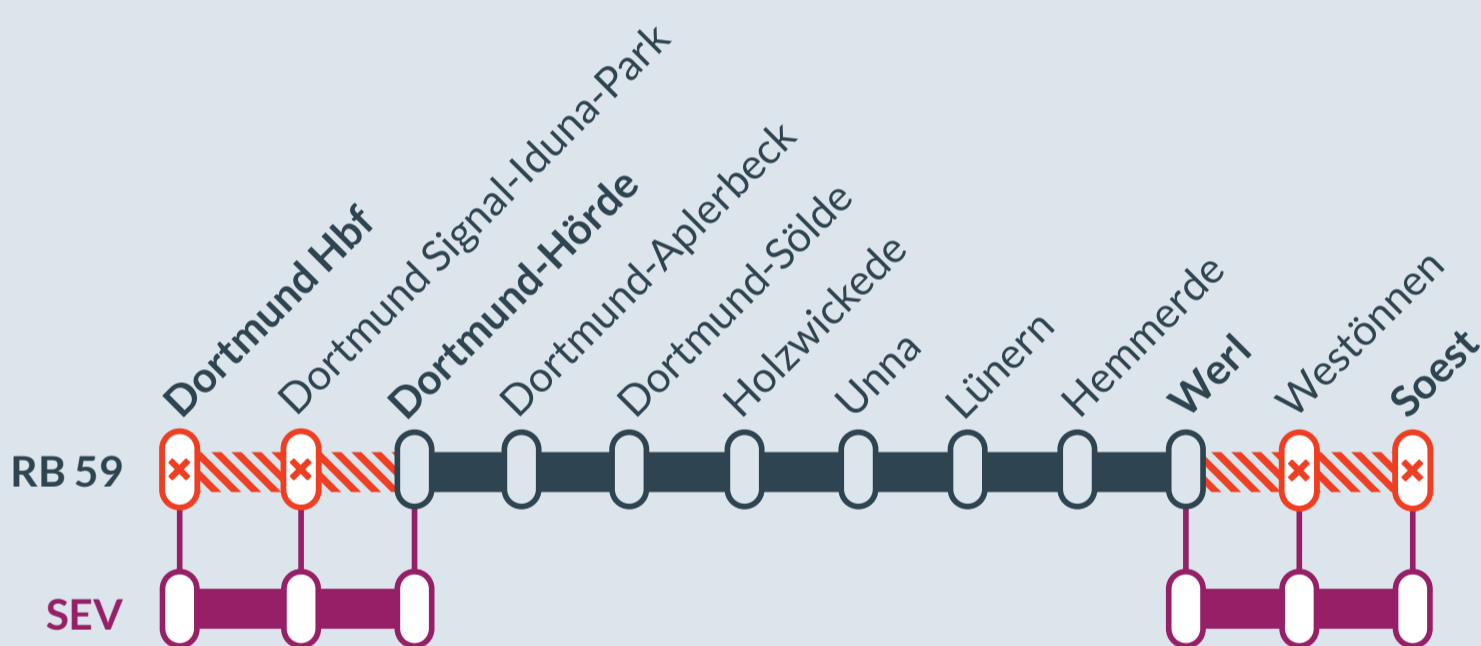 Dortmund Hbf
Dortmund Signal-Iduna-Park
Dortmund-Hörde
Dortmund-Aplerbeck
Dortmund-Sölde
Holzwickede
Unna
Lünern
Hemmerde
Werl
Westönnen
Soest
RB 59
SEV